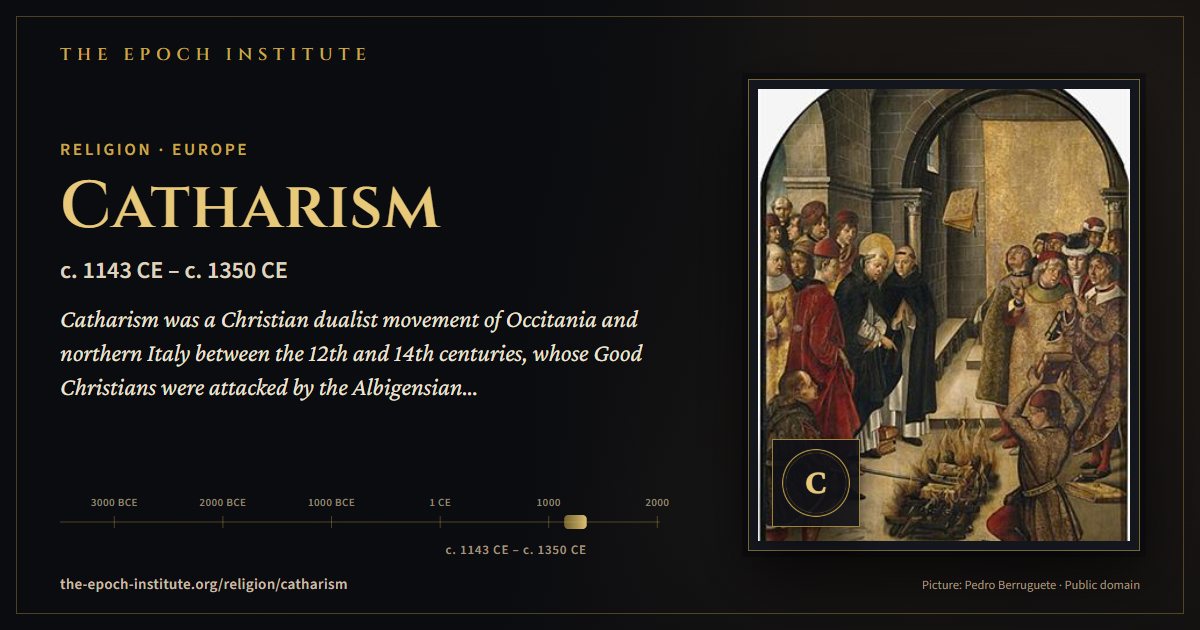 THE EPOCH INSTITUTE
RELIGION · EUROPE
CATHARISM
c. 1143 CE – c. 1350 CE
Catharism was a Christian dualist movement of Occitania and
northern Italy between the 12th and 14th centuries, whose Good
Christians were attacked by the Albigensian...
3000 BCE 2000 BCE 1000 BCE 1 CE 1000 2000
c. 1143 CE – c. 1350 CE
C
the-epoch-institute.org/religion/catharism
Picture: Pedro Berruguete · Public domain